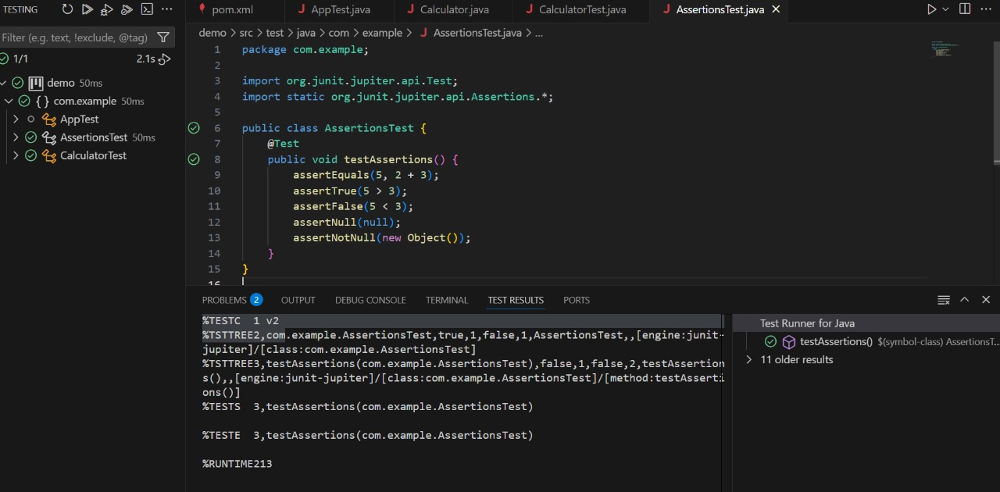 TESTING
Filter (e.g. text, !exclude, @tag)
1/1
2.1s
demo 50ms
{ } com.example 50ms
AppTest
AssertionsTest 50ms
CalculatorTest
pom.xml
J AppTest.java
J Calculator.java
J CalculatorTest.java
J AssertionsTest.java
demo > src > test > java > com > example > J AssertionsTest.java > ...
1 package com.example;
2
3 import org.junit.jupiter.api.Test;
4 import static org.junit.jupiter.api.Assertions.*;
5
6 public class AssertionsTest {
7 @Test
8 public void testAssertions() {
9 assertEquals(5, 2 + 3);
10 assertTrue(5 > 3);
11 assertFalse(5 < 3);
12 assertNull(null);
13 assertNotNull(new Object());
14 }
15 }
16
PROBLEMS 2 OUTPUT DEBUG CONSOLE TERMINAL TEST RESULTS PORTS
%TESTC 1 v2
%TSTTREE2,com.example.AssertionsTest,true,1,false,1,AssertionsTest,,[engine:junit-
jupiter]/[class:com.example.AssertionsTest]
%TSTTREE3,testAssertions(com.example.AssertionsTest),false,1,false,2,testAssertion
s(),,[engine:junit-jupiter]/[class:com.example.AssertionsTest]/[method:testAsserti
ons()]
%TESTS 3,testAssertions(com.example.AssertionsTest)
%TESTE 3,testAssertions(com.example.AssertionsTest)
%RUNTIME213
Test Runner for Java
testAssertions() $(symbol-class) AssertionsT...
11 older results